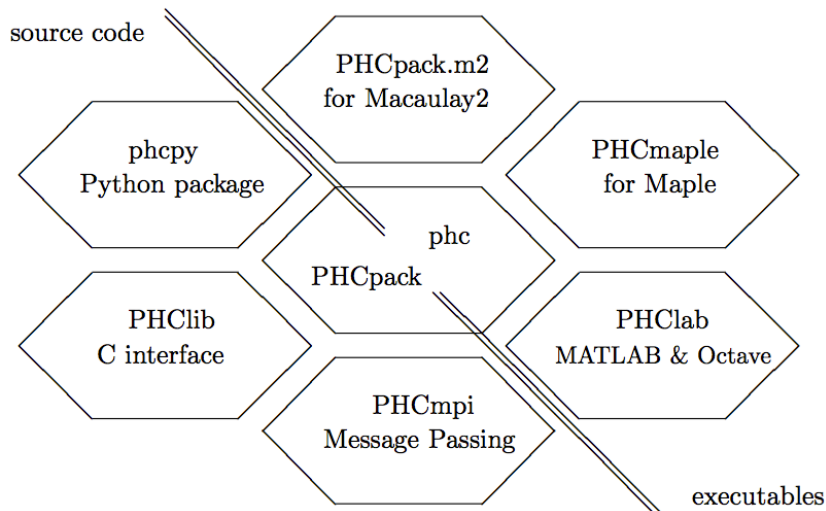 source code
PHCpack.m2
for Macaulay2
phcpy
Python package
PHCmaple
for Maple
phc
PHCpack
PHClib
C interface
PHClab
MATLAB & Octave
PHCmpi
Message Passing
executables